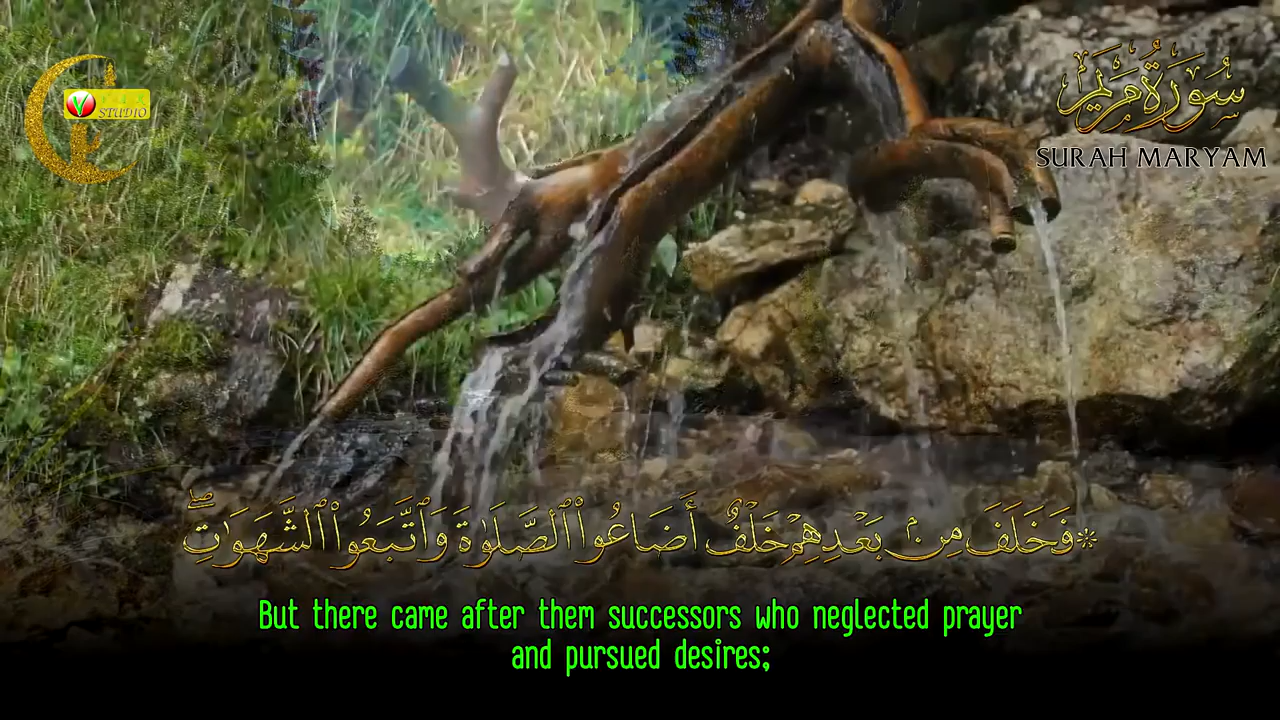 STUDIO
سُورَةُ مَرْيَمَ
SURAH MARYAM
۞ فَخَلَفَ مِنۢ بَعْدِهِمْ خَلْفٌ أَضَاعُوا۟ ٱلصَّلَوٰةَ وَٱتَّبَعُوا۟ ٱلشَّهَوَٰتِ ۖ
But there came after them successors who neglected prayer
and pursued desires;